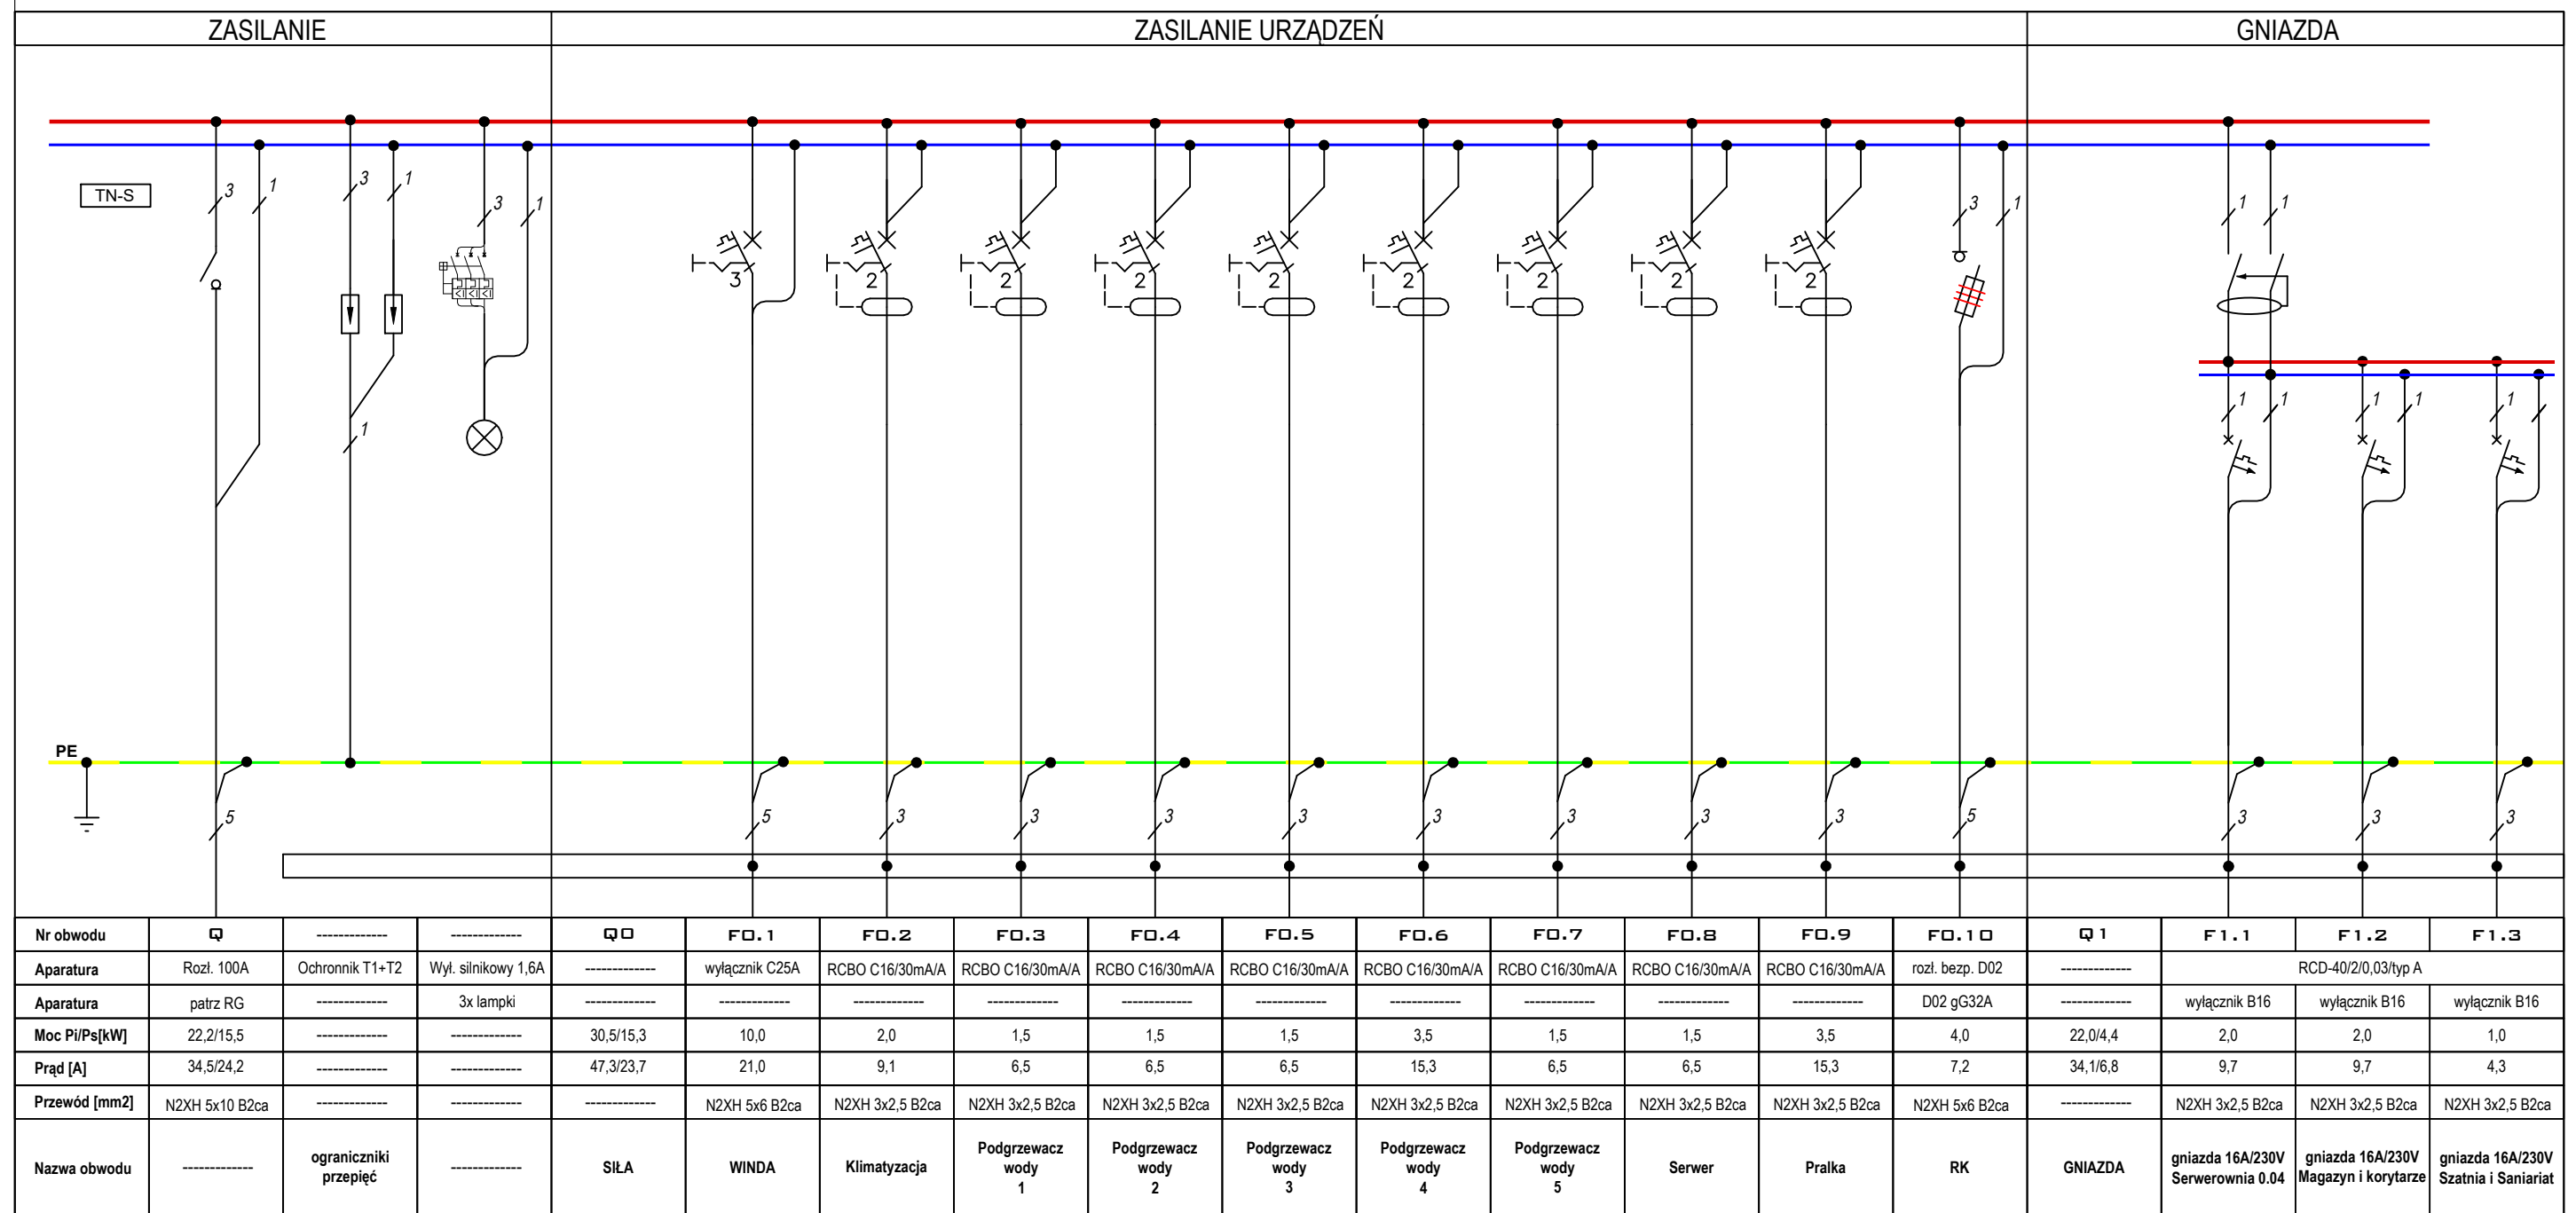 ZASILANIE ZASILANIE URZĄDZEŃ GNIAZDA
TN-S
3 1 3 1 3 1 3 1 1 1
3 2 2 2 2 2 2 2 2
1 1 1 1 1 1
PE
5 5 3 3 3 3 3 3 3 3 5 3 3 3
Nr obwodu Q ------------- ------------- Q0 F0.1 F0.2 F0.3 F0.4 F0.5 F0.6 F0.7 F0.8 F0.9 F0.10 Q1 F1.1 F1.2 F1.3
Aparatura Rozł. 100A Ochronnik T1+T2 Wył. silnikowy 1,6A ------------- wyłącznik C25A RCBO C16/30mA/A RCBO C16/30mA/A RCBO C16/30mA/A RCBO C16/30mA/A RCBO C16/30mA/A RCBO C16/30mA/A RCBO C16/30mA/A RCBO C16/30mA/A rozł. bezp. D02 ------------- RCD-40/2/0,03/typ A
Aparatura patrz RG ------------- 3x lampki ------------- ------------- ------------- ------------- ------------- ------------- ------------- ------------- ------------- ------------- D02 gG32A ------------- wyłącznik B16 wyłącznik B16 wyłącznik B16
Moc Pi/Ps[kW] 22,2/15,5 ------------- ------------- 30,5/15,3 10,0 2,0 1,5 1,5 1,5 3,5 1,5 1,5 3,5 4,0 22,0/4,4 2,0 2,0 1,0
Prąd [A] 34,5/24,2 ------------- ------------- 47,3/23,7 21,0 9,1 6,5 6,5 6,5 15,3 6,5 6,5 15,3 7,2 34,1/6,8 9,7 9,7 4,3
Przewód [mm2] N2XH 5x10 B2ca ------------- ------------- ------------- N2XH 5x6 B2ca N2XH 3x2,5 B2ca N2XH 3x2,5 B2ca N2XH 3x2,5 B2ca N2XH 3x2,5 B2ca N2XH 3x2,5 B2ca N2XH 3x2,5 B2ca N2XH 3x2,5 B2ca N2XH 3x2,5 B2ca N2XH 5x6 B2ca ------------- N2XH 3x2,5 B2ca N2XH 3x2,5 B2ca N2XH 3x2,5 B2ca
Nazwa obwodu
-------------
ograniczniki
przepięć
-------------
SIŁA
WINDA
Klimatyzacja
Podgrzewacz
wody
1
Podgrzewacz
wody
2
Podgrzewacz
wody
3
Podgrzewacz
wody
4
Podgrzewacz
wody
5
Serwer
Pralka
RK
GNIAZDA
gniazda 16A/230V
Serwerownia 0.04
gniazda 16A/230V
Magazyn i korytarze
gniazda 16A/230V
Szatnia i Saniariat